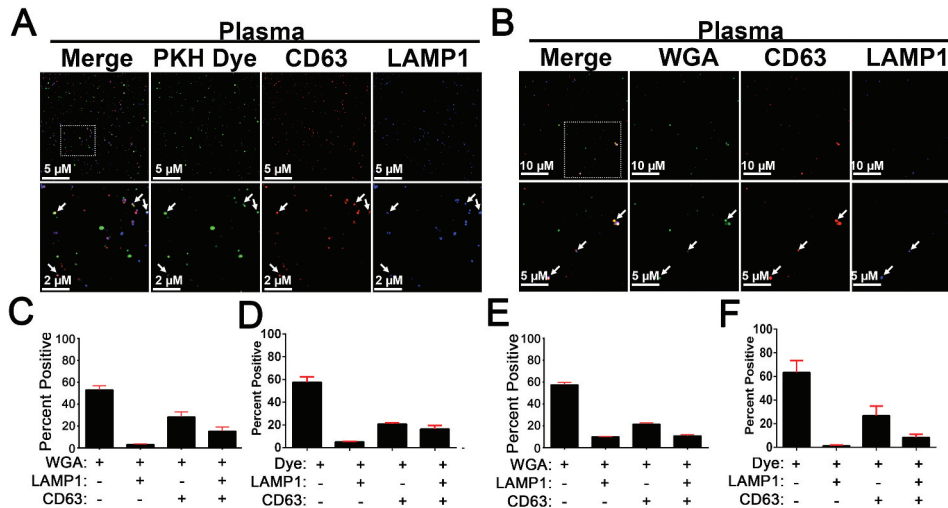 A
Plasma
Merge PKH Dye CD63 LAMP1
5 µM 5 µM 5 µM 5 µM
2 µM 2 µM 2 µM 2 µM
B
Plasma
Merge WGA CD63 LAMP1
10 µM 10 µM 10 µM 10 µM
5 µM 5 µM 5 µM 5 µM
C
Percent Positive
100
80
60
40
20
0
WGA: + + + +
LAMP1: - + - +
CD63: - - + +
D
Percent Positive
100
80
60
40
20
0
Dye: + + + +
LAMP1: - + - +
CD63: - - + +
E
Percent Positive
100
80
60
40
20
0
WGA: + + + +
LAMP1: - + - +
CD63: - - + +
F
Percent Positive
100
80
60
40
20
0
Dye: + + + +
LAMP1: - + - +
CD63: - - + +